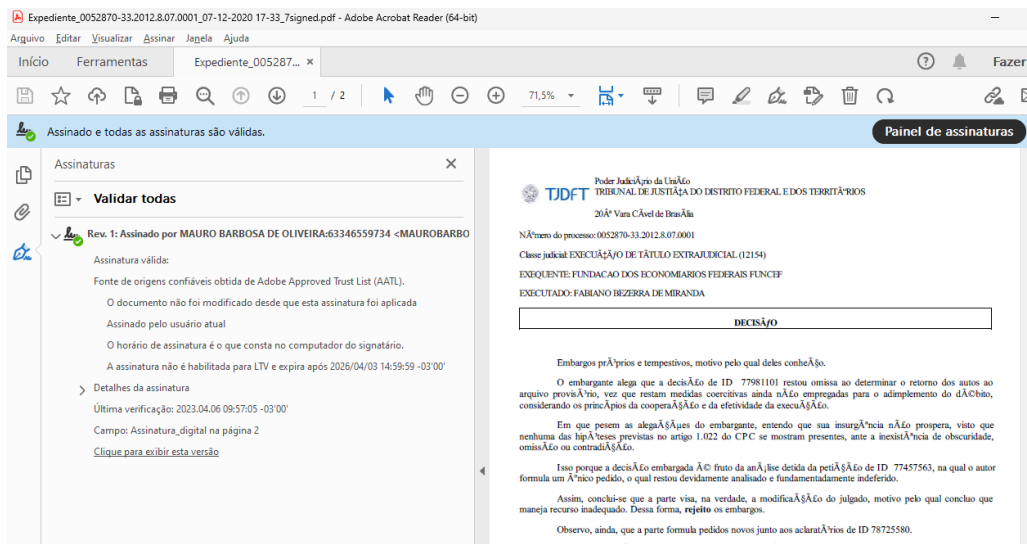 Expediente_0052870-33.2012.8.07.0001_07-12-2020 17-33_7signed.pdf - Adobe Acrobat Reader (64-bit)
Arquivo Editar Visualizar Assinar Janela Ajuda
Início Ferramentas Expediente_005287... × Fazer
1 / 2 71,5%
Assinado e todas as assinaturas são válidas. Painel de assinaturas
Assinaturas
Validar todas
Rev. 1: Assinado por MAURO BARBOSA DE OLIVEIRA:63346559734 <MAUROBARBO
Assinatura válida:
Fonte de origens confiáveis obtida de Adobe Approved Trust List (AATL).
O documento não foi modificado desde que esta assinatura foi aplicada
Assinado pelo usuário atual
O horário de assinatura é o que consta no computador do signatário.
A assinatura não é habilitada para LTV e expira após 2026/04/03 14:59:59 -03'00'
Detalhes da assinatura
Última verificação: 2023.04.06 09:57:05 -03'00'
Campo: Assinatura_digital na página 2
Clique para exibir esta versão
TJDFT
Poder JudiciÃ¡rio da UniÃ£o
TRIBUNAL DE JUSTIÃ‡A DO DISTRITO FEDERAL E DOS TERRITÃ“RIOS
20Âª Vara CÃ­vel de BrasÃ­lia
NÃºmero do processo: 0052870-33.2012.8.07.0001
Classe judicial: EXECUÃ‡ÃƒO DE TÃTULO EXTRAJUDICIAL (12154)
EXEQUENTE: FUNDACAO DOS ECONOMIARIOS FEDERAIS FUNCEF
EXECUTADO: FABIANO BEZERRA DE MIRANDA
DECISÃƒO
Embargos prÃ³prios e tempestivos, motivo pelo qual deles conheÃ§o.
O embargante alega que a decisÃ£o de ID 77981101 restou omissa ao determinar o retorno dos autos ao
arquivo provisÃ³rio, vez que restam medidas coercitivas ainda nÃ£o empregadas para o adimplemento do dÃ©bito,
considerando os princÃ­pios da cooperaÃ§Ã£o e da efetividade da execuÃ§Ã£o.
Em que pesem as alegaÃ§Ãµes do embargante, entendo que sua insurgÃªncia nÃ£o prospera, visto que
nenhuma das hipÃ³teses previstas no artigo 1.022 do CPC se mostram presentes, ante a inexistÃªncia de obscuridade,
omissÃ£o ou contradiÃ§Ã£o.
Isso porque a decisÃ£o embargada Ã© fruto da anÃ¡lise detida da petiÃ§Ã£o de ID 77457563, na qual o autor
formula um Ãºnico pedido, o qual restou devidamente analisado e fundamentadamente indeferido.
Assim, conclui-se que a parte visa, na verdade, a modificaÃ§Ã£o do julgado, motivo pelo qual concluo que
maneja recurso inadequado. Dessa forma, rejeito os embargos.
Observo, ainda, que a parte formula pedidos novos junto aos aclaratÃ³rios de ID 78725580.